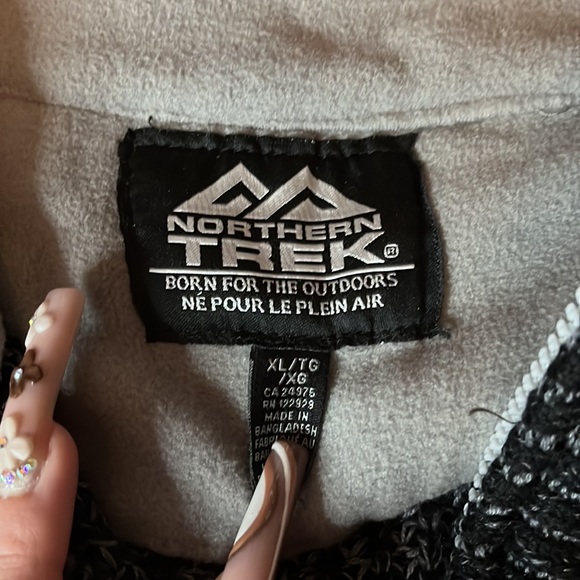 NORTHERN
TREK®
BORN FOR THE OUTDOORS
NÉ POUR LE PLEIN AIR
XL/TG
/XG
CA 24975
RN 122929
MADE IN
BANGLADESH